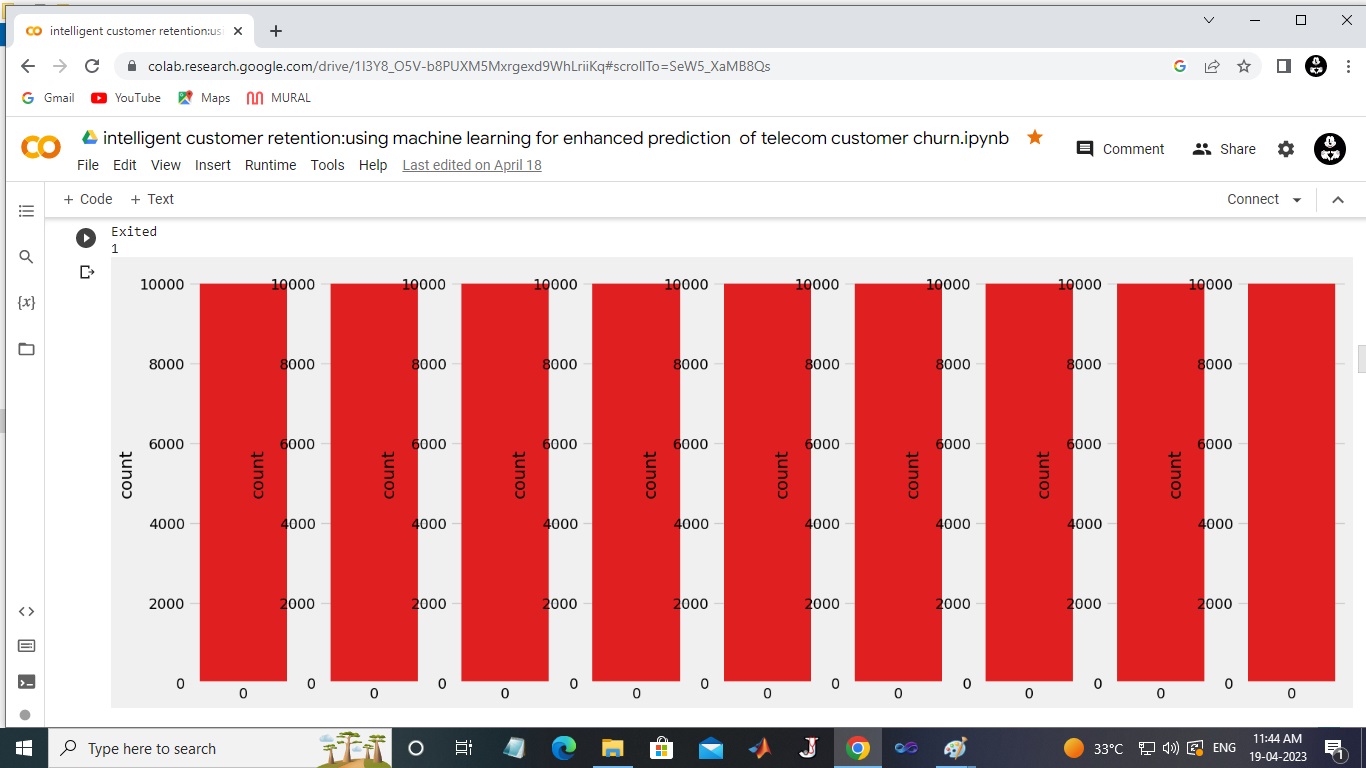 intelligent customer retention:usi
colab.research.google.com/drive/1I3Y8_O5V-b8PUXM5Mxrgexd9WhLriiKq#scrollTo=SeW5_XaMB8Qs
Gmail YouTube Maps MURAL
intelligent customer retention:using machine learning for enhanced prediction of telecom customer churn.ipynb
Comment Share
File Edit View Insert Runtime Tools Help Last edited on April 18
+ Code + Text Connect
Exited
1
{x}
10000 10000 10000 10000 10000 10000 10000 10000 10000
8000 8000 8000 8000 8000 8000 8000 8000 8000
6000 6000 6000 6000 6000 6000 6000 6000 6000
count count count count count count count count count
4000 4000 4000 4000 4000 4000 4000 4000 4000
2000 2000 2000 2000 2000 2000 2000 2000 2000
0 0 0 0 0 0 0 0 0
0 0 0 0 0 0 0 0 0
Type here to search
33°C ENG
11:44 AM
19-04-2023
1